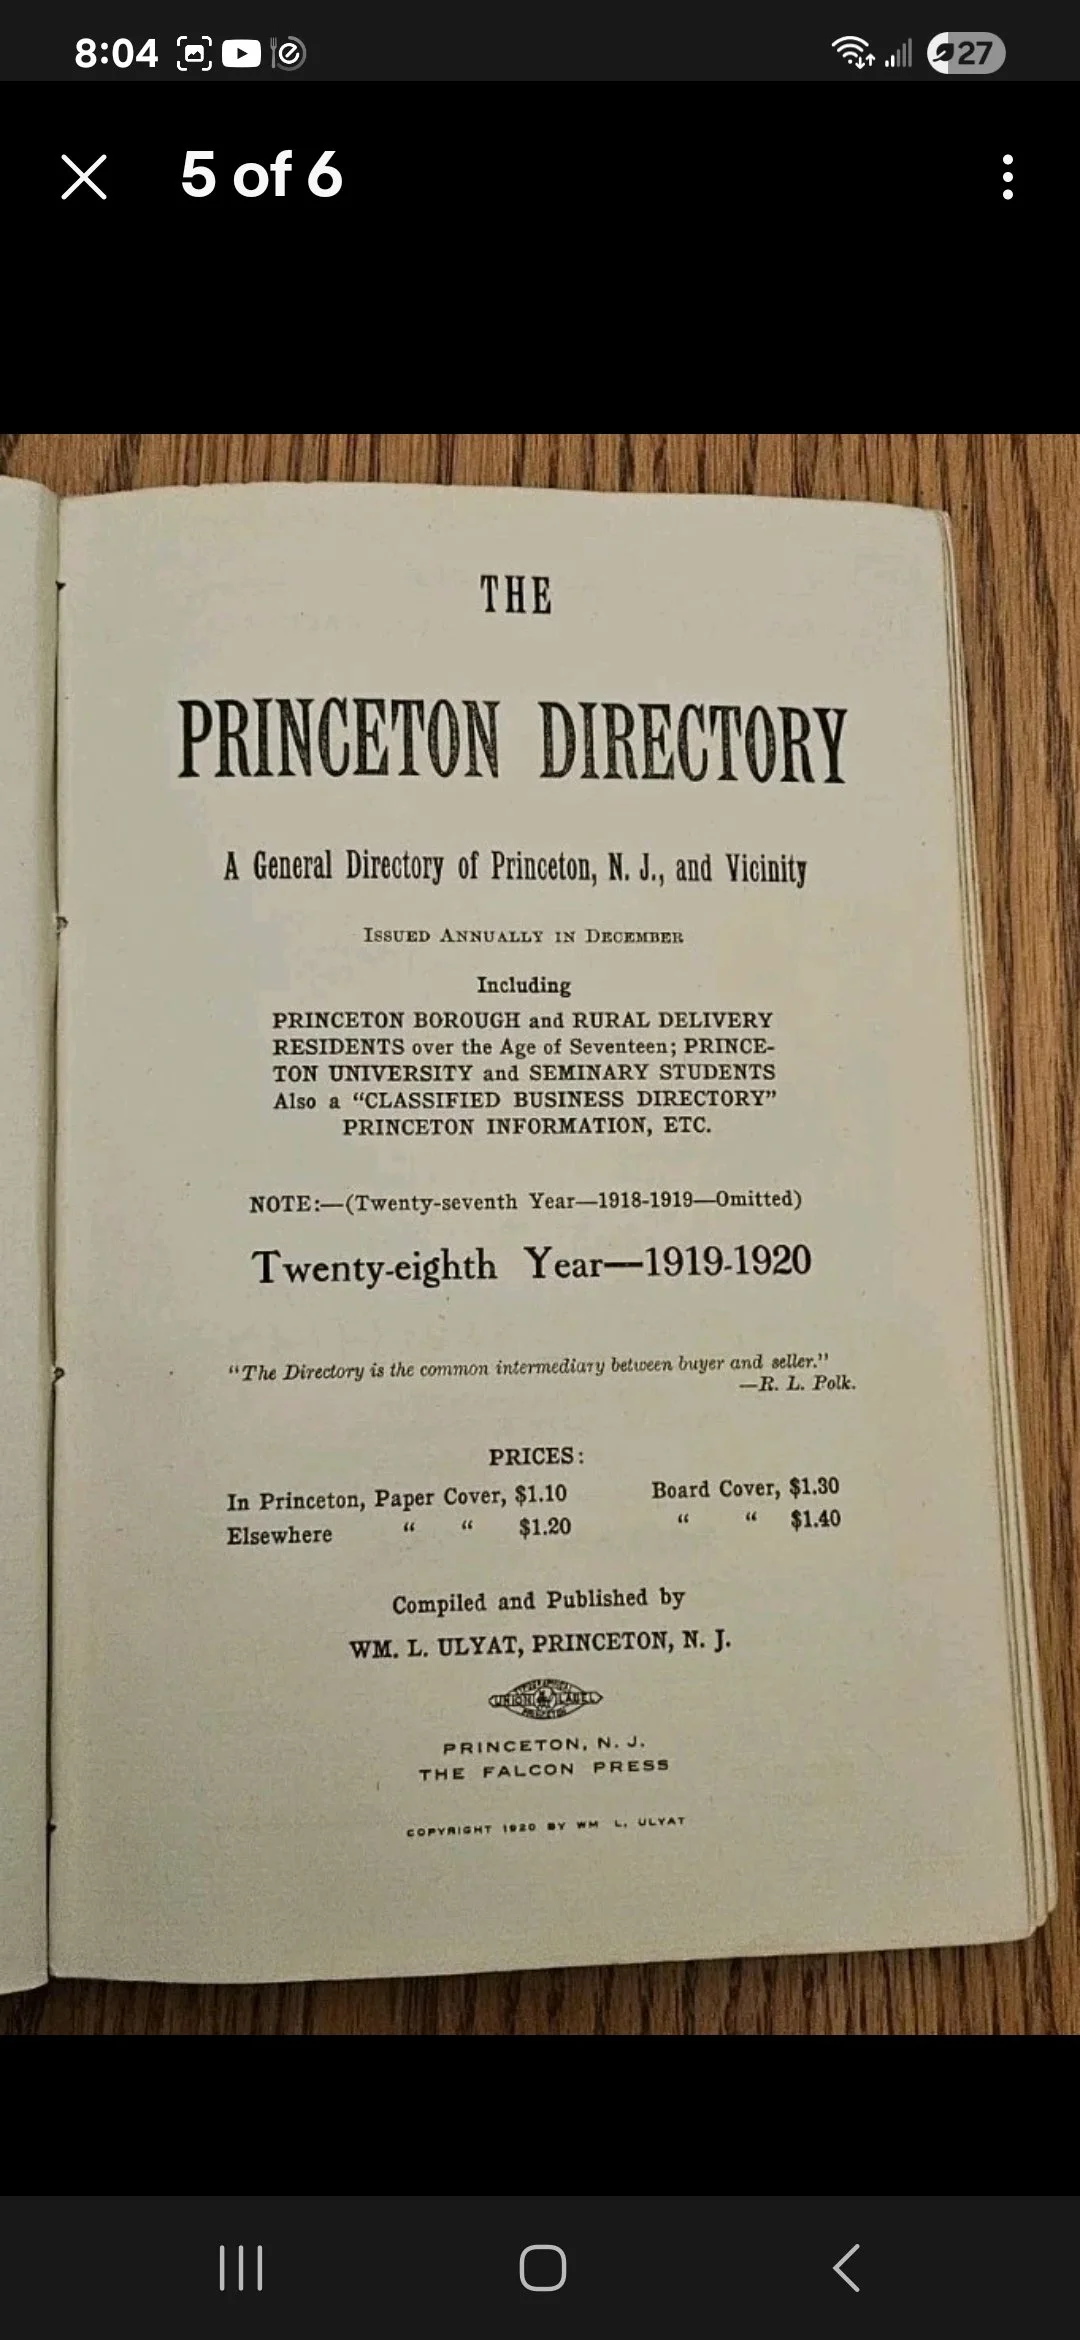 8:04
27
5 of 6
THE
PRINCETON DIRECTORY
A General Directory of Princeton, N. J., and Vicinity
ISSUED ANNUALLY IN DECEMBER
Including
PRINCETON BOROUGH and RURAL DELIVERY
RESIDENTS over the Age of Seventeen; PRINCE-
TON UNIVERSITY and SEMINARY STUDENTS
Also a "CLASSIFIED BUSINESS DIRECTORY"
PRINCETON INFORMATION, ETC.
NOTE:—(Twenty-seventh Year—1918-1919—Omitted)
Twenty-eighth Year—1919-1920
"The Directory is the common intermediary between buyer and seller."
—R. L. Polk.
PRICES:
In Princeton, Paper Cover, $1.10 Board Cover, $1.30
Elsewhere " " $1.20 " " $1.40
Compiled and Published by
WM. L. ULYAT, PRINCETON, N. J.
UNION LABEL
PRINCETON, N. J.
THE FALCON PRESS
COPYRIGHT 1920 BY WM L. ULYAT